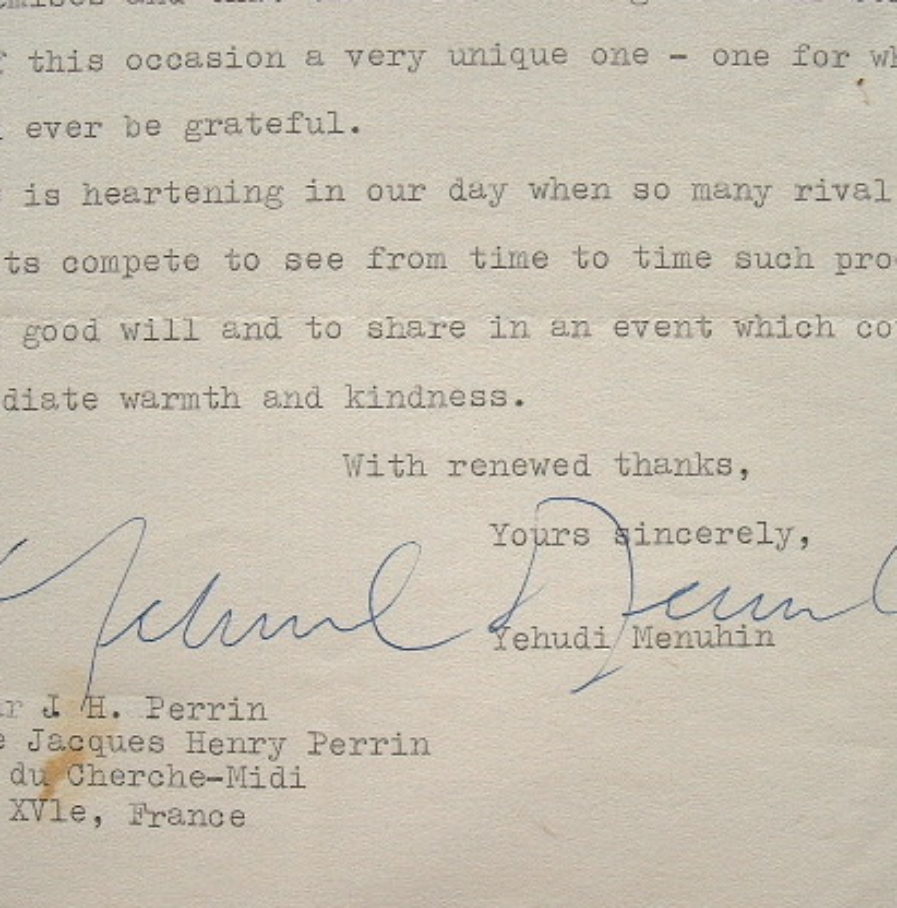 this occasion a very unique one - one for
ever be grateful.
is heartening in our day when so many rival
ts compete to see from time to time such pro
good will and to share in an event which co
diate warmth and kindness.
With renewed thanks,
Yours sincerely,
Yehudi Menuhin
J H. Perrin
Jacques Henry Perrin
du Cherche-Midi
XVle, France